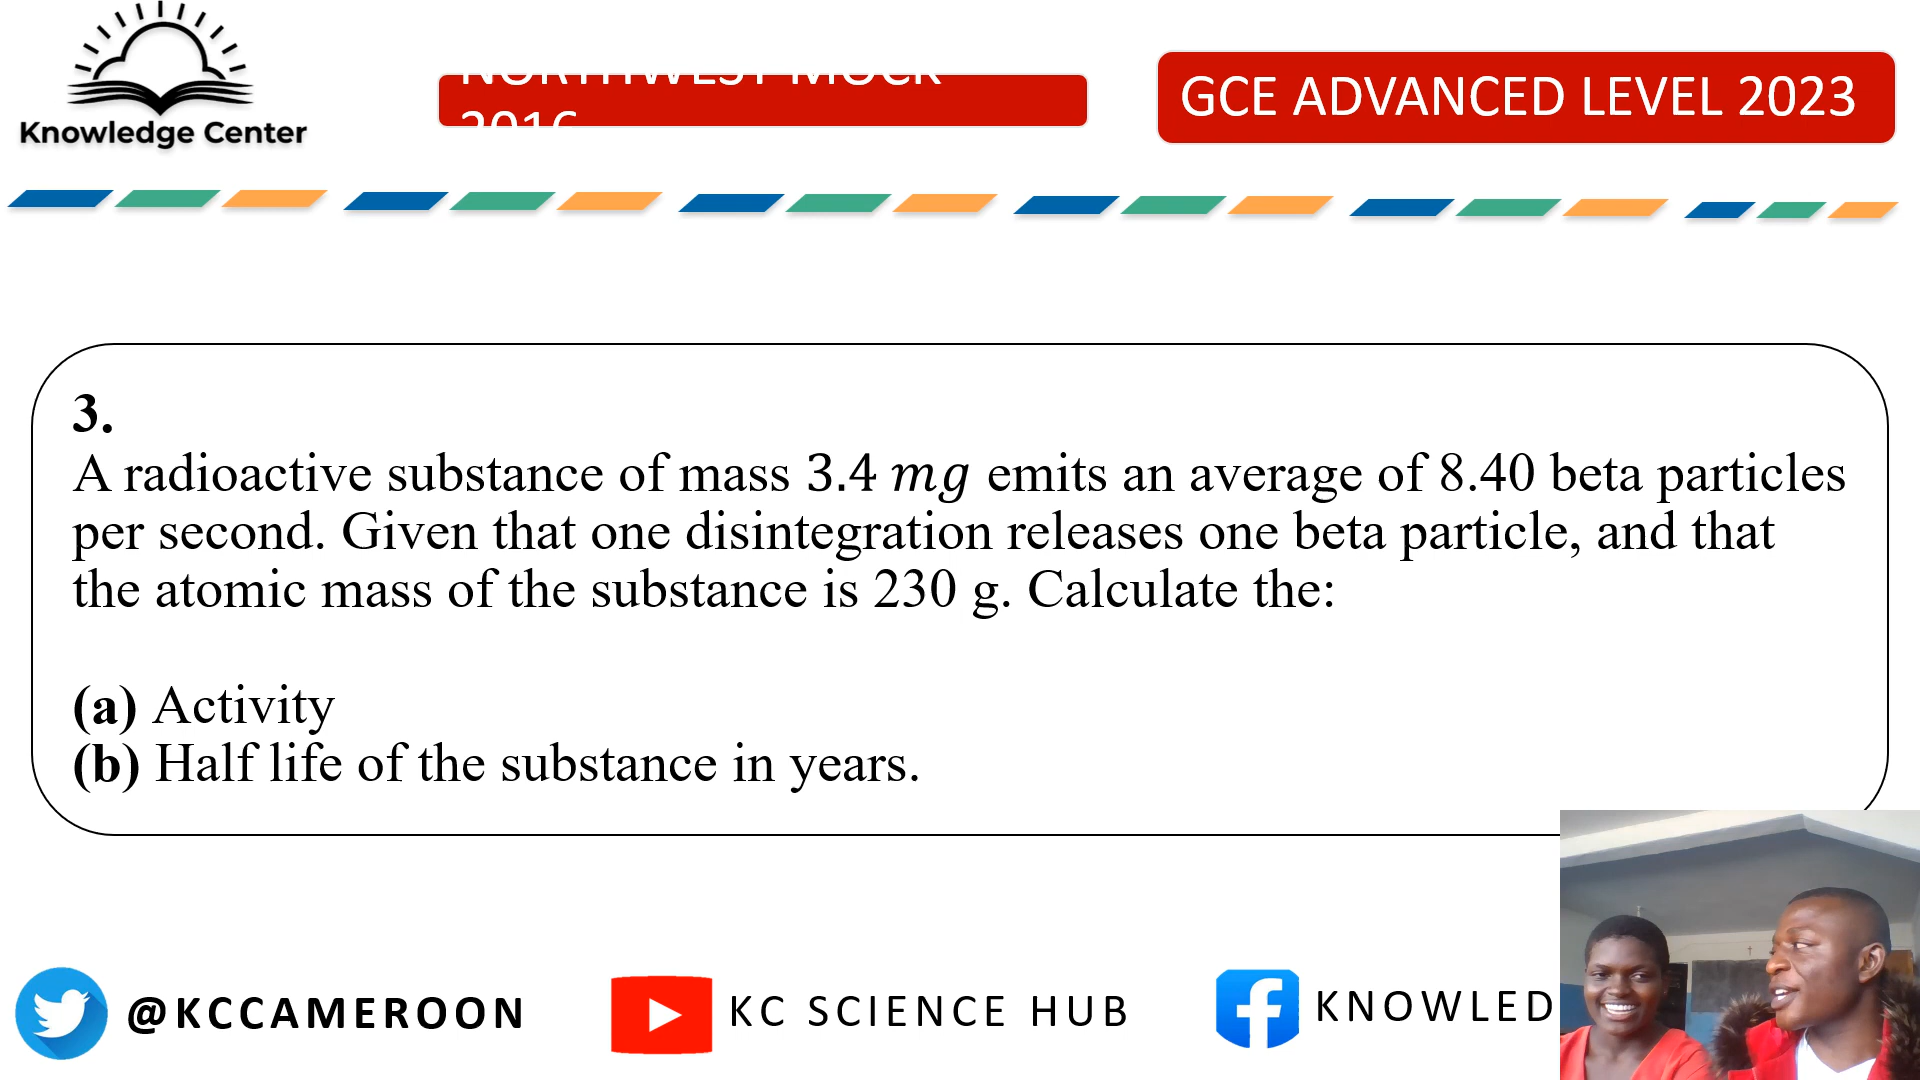 Knowledge Center
NORTHWEST MOCK
2016
GCE ADVANCED LEVEL 2023
3.
A radioactive substance of mass 3.4 mg emits an average of 8.40 beta particles
per second. Given that one disintegration releases one beta particle, and that
the atomic mass of the substance is 230 g. Calculate the:
(a) Activity
(b) Half life of the substance in years.
@KCCAMEROON
KC SCIENCE HUB
KNOWLED